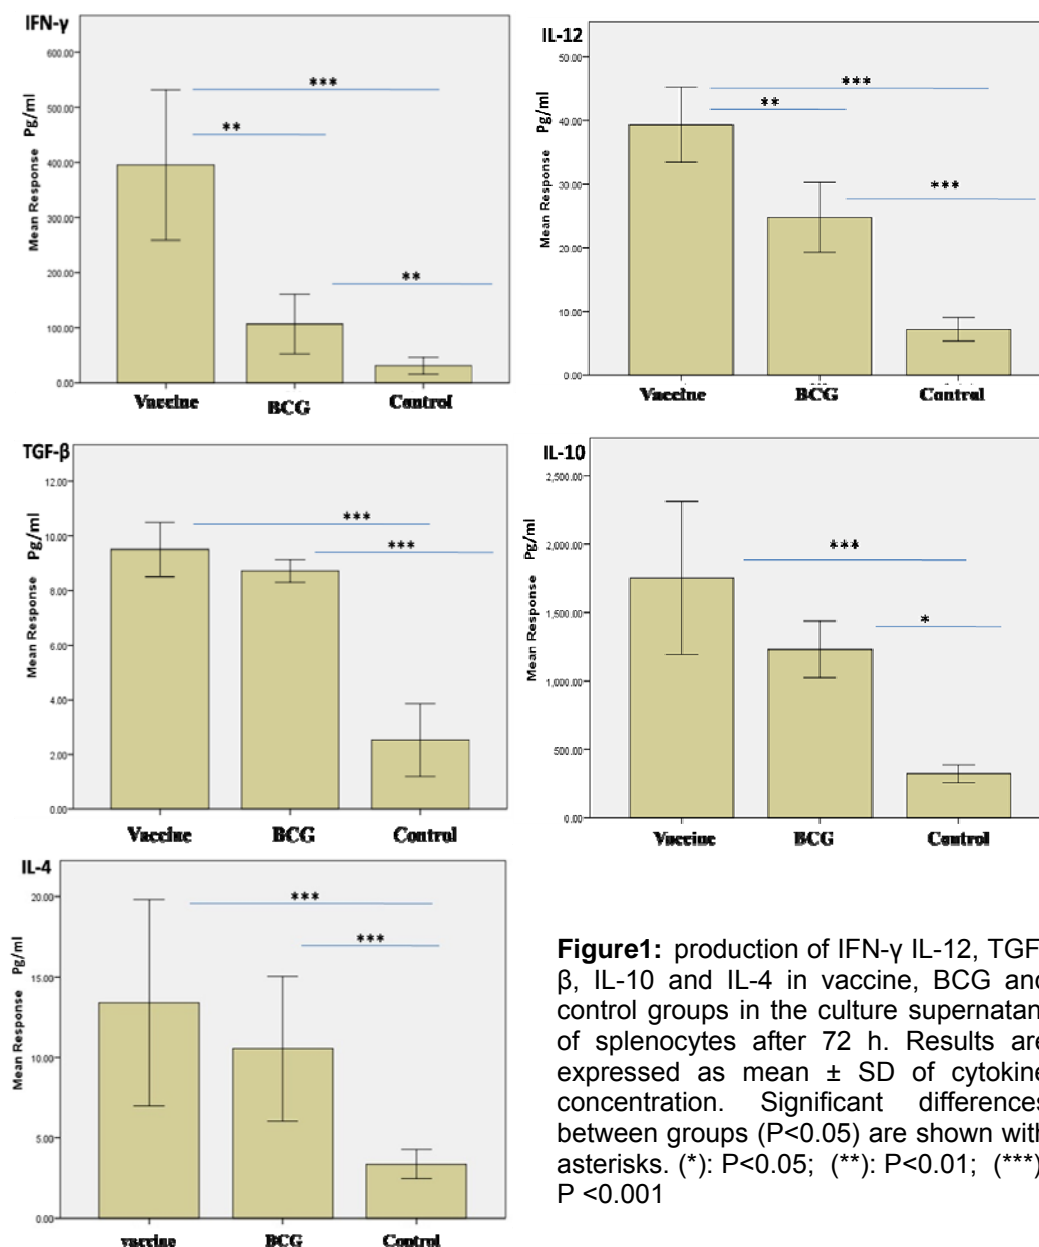 IFN-γ
Mean Response Pg/ml
600.00
500.00
400.00
300.00
200.00
100.00
0.00
***
**
**
Vaccine BCG Control
IL-12
Mean Response Pg/ml
50.00
40.00
30.00
20.00
10.00
0.00
***
**
***
Vaccine BCG Control
TGF-β
Mean Response Pg/ml
12.00
10.00
8.00
6.00
4.00
2.00
0.00
***
***
Vaccine BCG Control
IL-10
Mean Response Pg/ml
2,500.00
2,000.00
1,500.00
1,000.00
500.00
0.00
***
*
Vaccine BCG Control
IL-4
Mean Response Pg/ml
20.00
15.00
10.00
5.00
0.00
***
***
vaccine BCG Control
Figure1: production of IFN-γ IL-12, TGF-
β, IL-10 and IL-4 in vaccine, BCG and
control groups in the culture supernatan
of splenocytes after 72 h. Results are
expressed as mean ± SD of cytokine
concentration. Significant differences
between groups (P<0.05) are shown with
asterisks. (*): P<0.05; (**): P<0.01; (***)
P <0.001